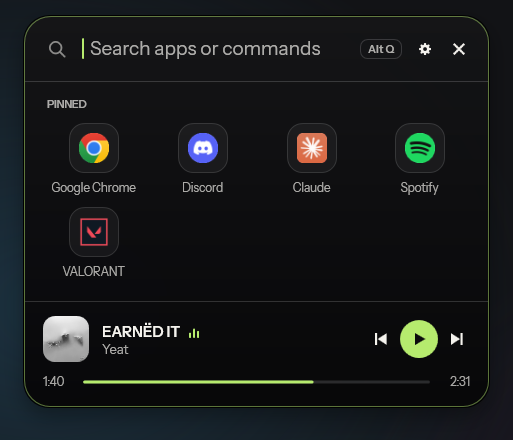 Search apps or commands Alt Q
PINNED
Google Chrome Discord Claude Spotify
VALORANT
EARNËD IT
Yeat
1:40 2:31